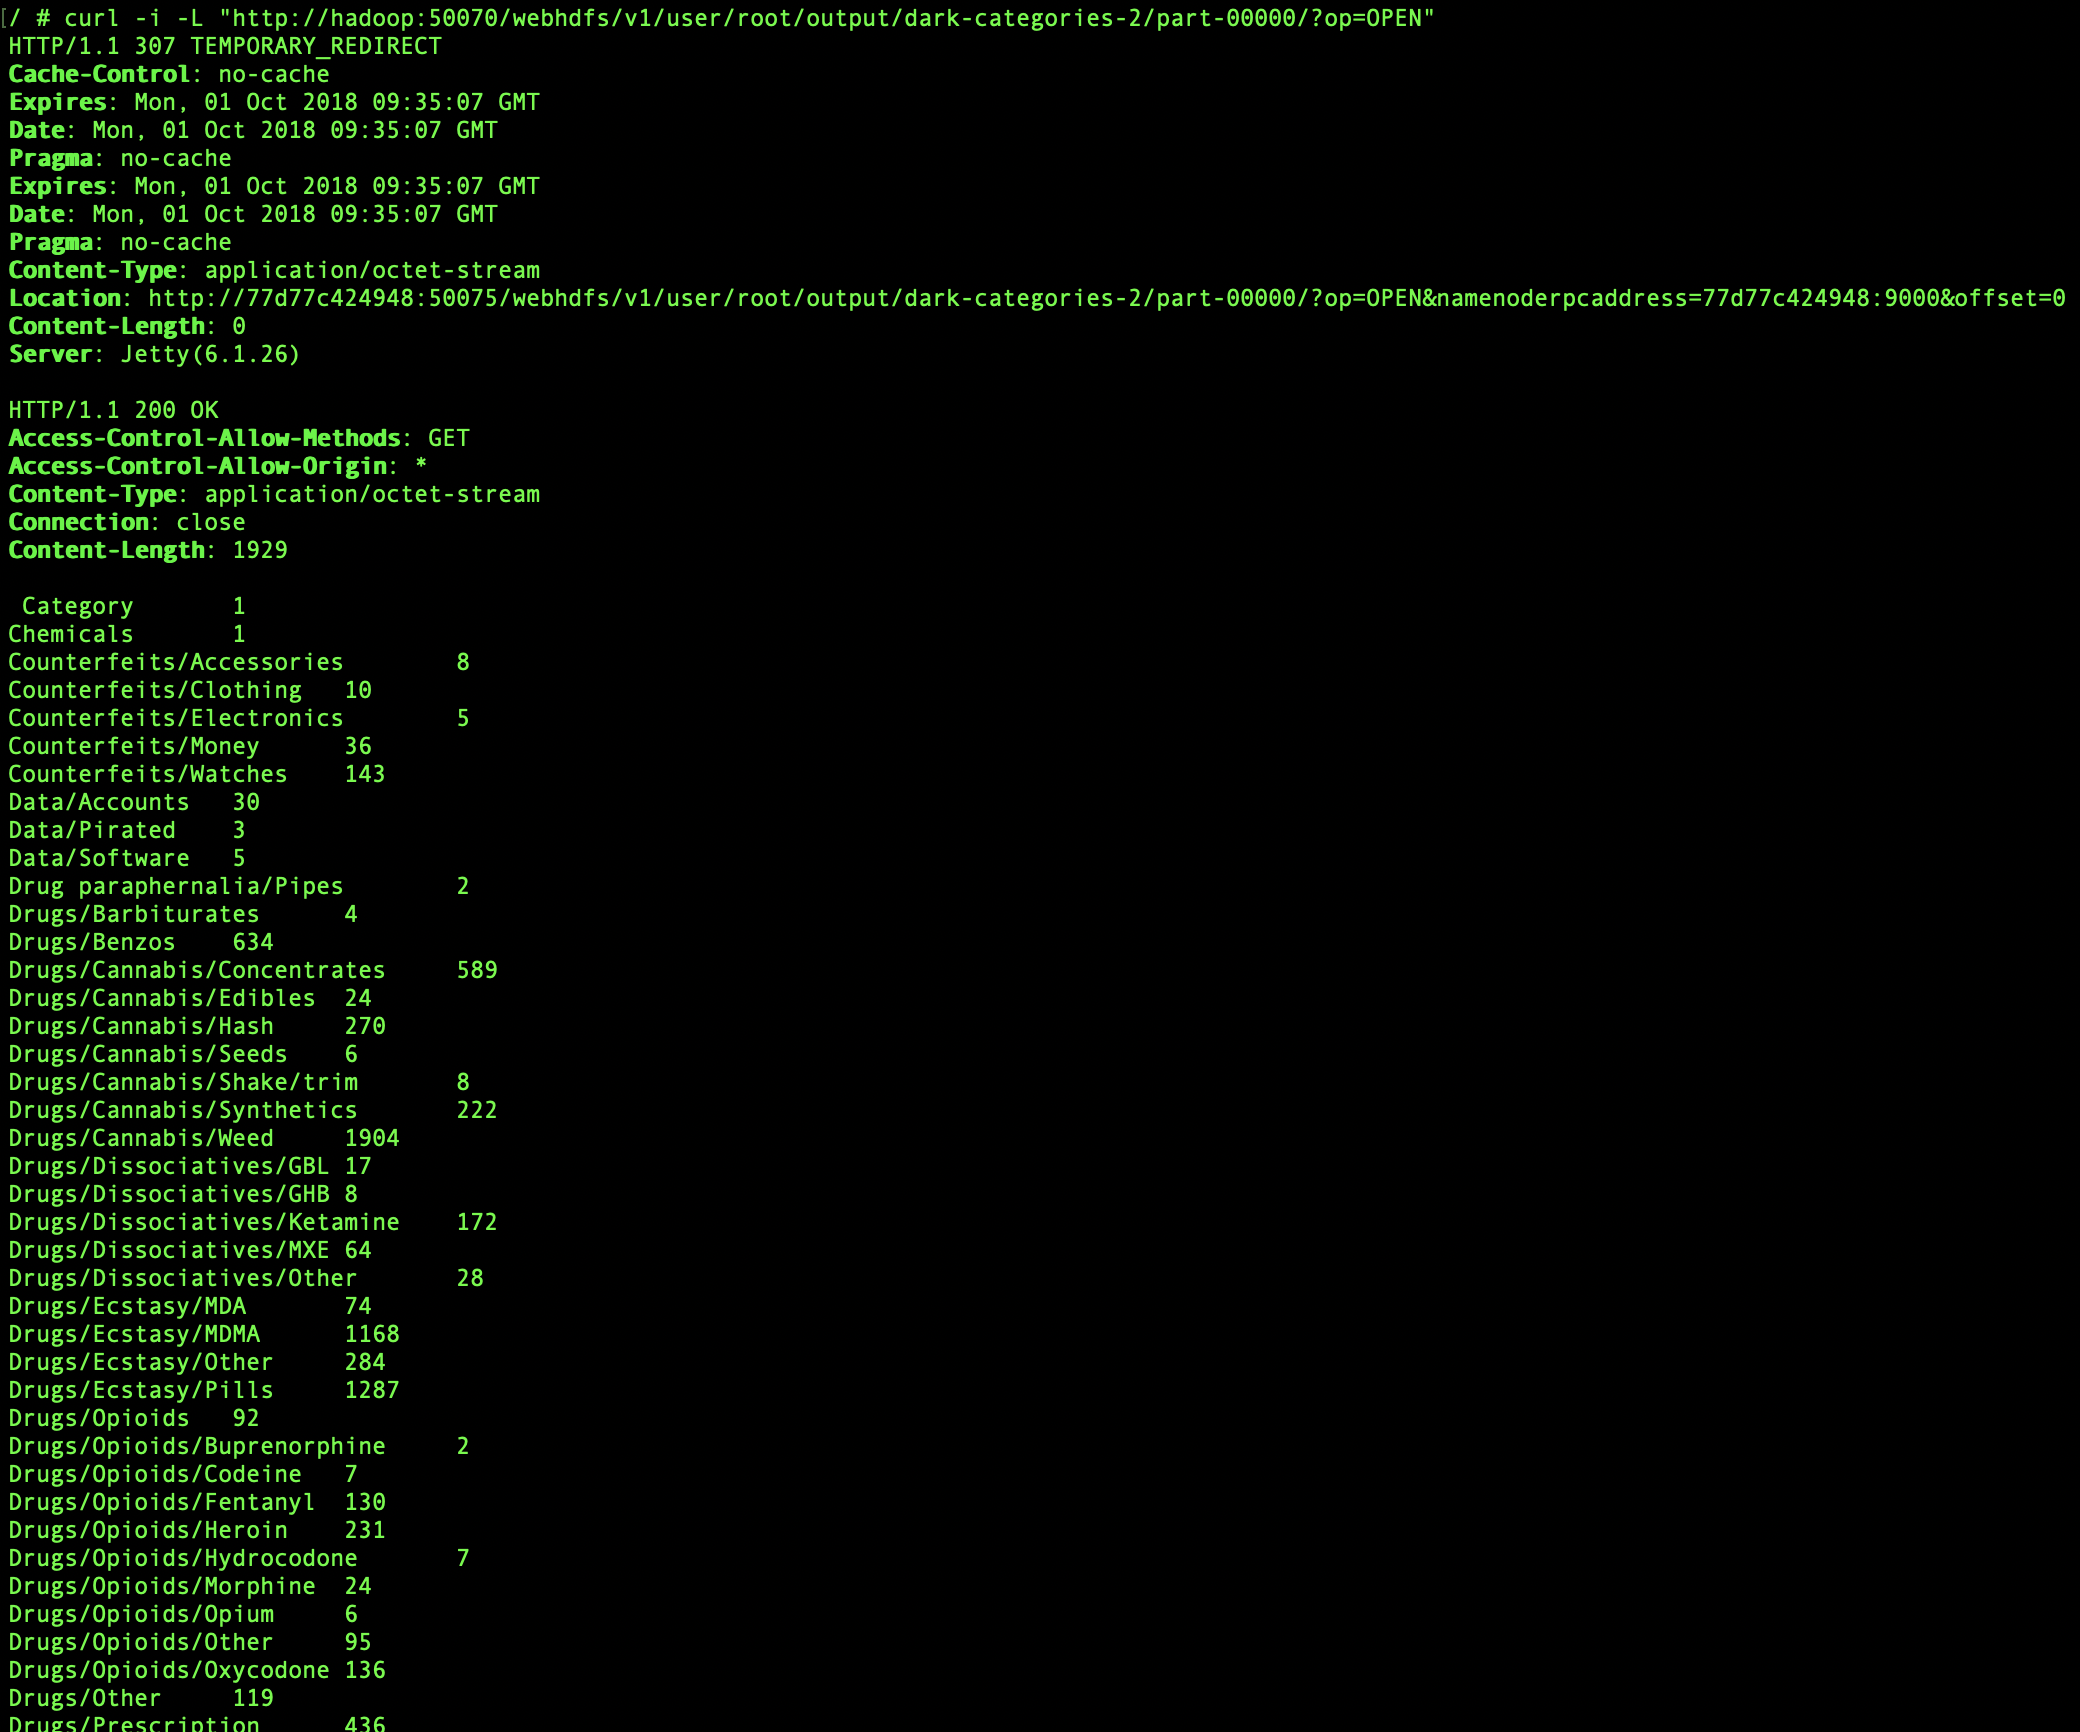 [/ # curl -i -L "http://hadoop:50070/webhdfs/v1/user/root/output/dark-categories-2/part-00000/?op=OPEN"
HTTP/1.1 307 TEMPORARY_REDIRECT
Cache-Control: no-cache
Expires: Mon, 01 Oct 2018 09:35:07 GMT
Date: Mon, 01 Oct 2018 09:35:07 GMT
Pragma: no-cache
Expires: Mon, 01 Oct 2018 09:35:07 GMT
Date: Mon, 01 Oct 2018 09:35:07 GMT
Pragma: no-cache
Content-Type: application/octet-stream
Location: http://77d77c424948:50075/webhdfs/v1/user/root/output/dark-categories-2/part-00000/?op=OPEN&namenoderpcaddress=77d77c424948:9000&offset=0
Content-Length: 0
Server: Jetty(6.1.26)

HTTP/1.1 200 OK
Access-Control-Allow-Methods: GET
Access-Control-Allow-Origin: *
Content-Type: application/octet-stream
Connection: close
Content-Length: 1929

Category 1
Chemicals 1
Counterfeits/Accessories 8
Counterfeits/Clothing 10
Counterfeits/Electronics 5
Counterfeits/Money 36
Counterfeits/Watches 143
Data/Accounts 30
Data/Pirated 3
Data/Software 5
Drug paraphernalia/Pipes 2
Drugs/Barbiturates 4
Drugs/Benzos 634
Drugs/Cannabis/Concentrates 589
Drugs/Cannabis/Edibles 24
Drugs/Cannabis/Hash 270
Drugs/Cannabis/Seeds 6
Drugs/Cannabis/Shake/trim 8
Drugs/Cannabis/Synthetics 222
Drugs/Cannabis/Weed 1904
Drugs/Dissociatives/GBL 17
Drugs/Dissociatives/GHB 8
Drugs/Dissociatives/Ketamine 172
Drugs/Dissociatives/MXE 64
Drugs/Dissociatives/Other 28
Drugs/Ecstasy/MDA 74
Drugs/Ecstasy/MDMA 1168
Drugs/Ecstasy/Other 284
Drugs/Ecstasy/Pills 1287
Drugs/Opioids 92
Drugs/Opioids/Buprenorphine 2
Drugs/Opioids/Codeine 7
Drugs/Opioids/Fentanyl 130
Drugs/Opioids/Heroin 231
Drugs/Opioids/Hydrocodone 7
Drugs/Opioids/Morphine 24
Drugs/Opioids/Opium 6
Drugs/Opioids/Other 95
Drugs/Opioids/Oxycodone 136
Drugs/Other 119
Drugs/Prescription 436